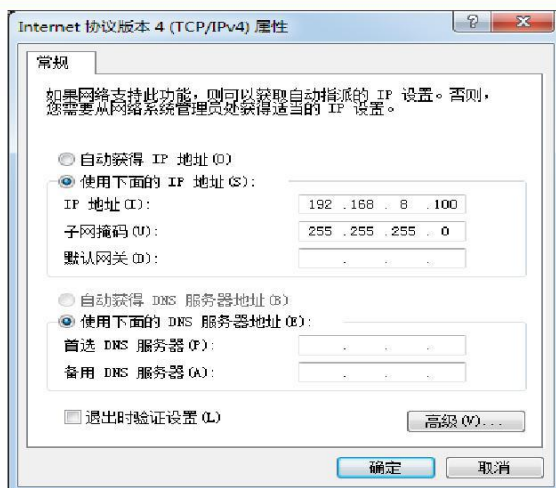 Internet 协议版本 4 (TCP/IPv4) 属性
常规
如果网络支持此功能，则可以获取自动指派的 IP 设置。否则，
您需要从网络系统管理员处获得适当的 IP 设置。
自动获得 IP 地址(O)
使用下面的 IP 地址(S):
IP 地址(I): 192 .168 . 8 .100
子网掩码(U): 255 .255 .255 . 0
默认网关(D): . . .
自动获得 DNS 服务器地址(B)
使用下面的 DNS 服务器地址(E):
首选 DNS 服务器(P): . . .
备用 DNS 服务器(A): . . .
退出时验证设置(L)
高级(V)...
确定 取消